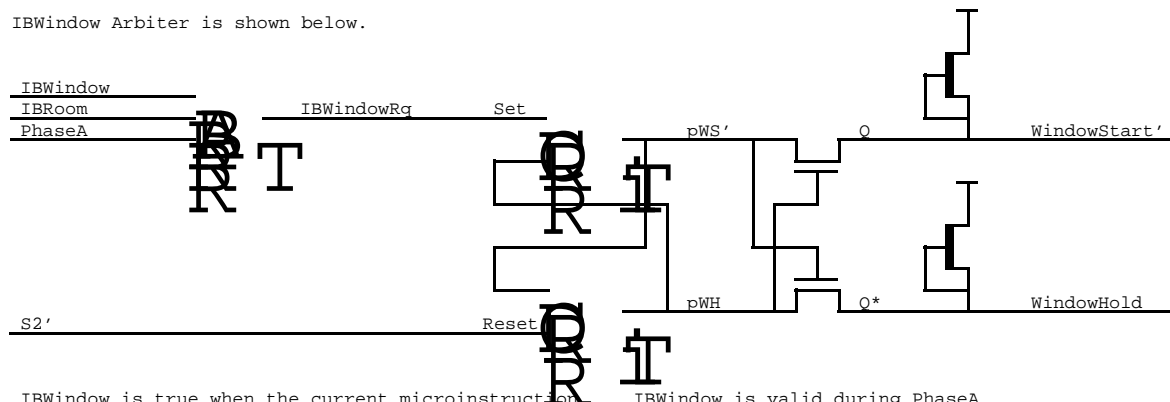 IBWindow Arbiter is shown below.
IBWindow
IBRoom
PhaseA
IBWindowRq
Set
pWS'
Q
WindowStart'
pWH
Q*
WindowHold
S2'
Reset
IBWindow is true when the current microinstruction
IBWindow is valid during PhaseA